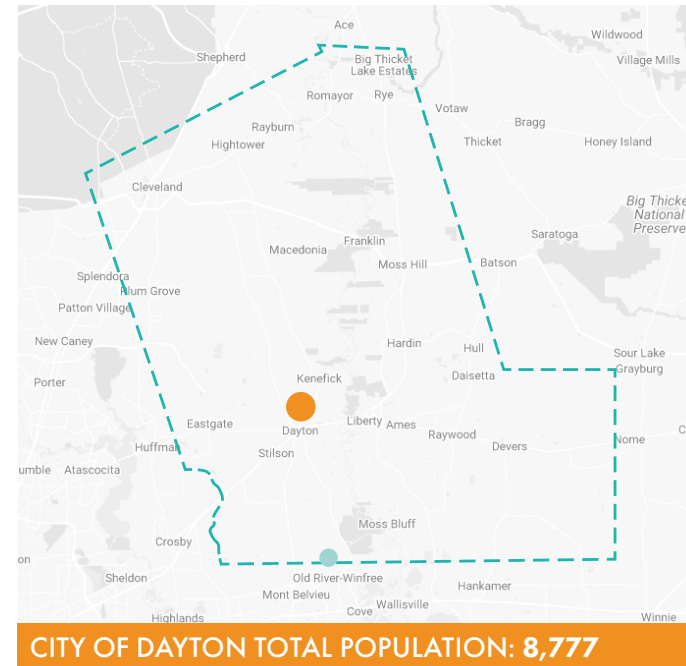 Ace
Wildwood
Shepherd
Big Thicket
Lake Estates
Village Mills
Romayor
Rye
Votaw
Bragg
Rayburn
Hightower
Thicket
Honey Island
Cleveland
Big Thicke
National
Preserve
Saratoga
Franklin
Macedonia
Moss Hill
Batson
Splendora
Plum Grove
Patton Village
New Caney
Hardin
Hull
Sour Lake
Grayburg
Porter
Kenefick
Daisetta
Eastgate
Dayton
Liberty
Ames
Raywood
Devers
Nome
C
Huffman
Stilson
umble
Atascocita
Moss Bluff
Crosby
on
Sheldon
Old River-Winfree
Hankamer
Mont Belvieu
Cove
Wallisville
Highlands
Winnie
CITY OF DAYTON TOTAL POPULATION: 8,777